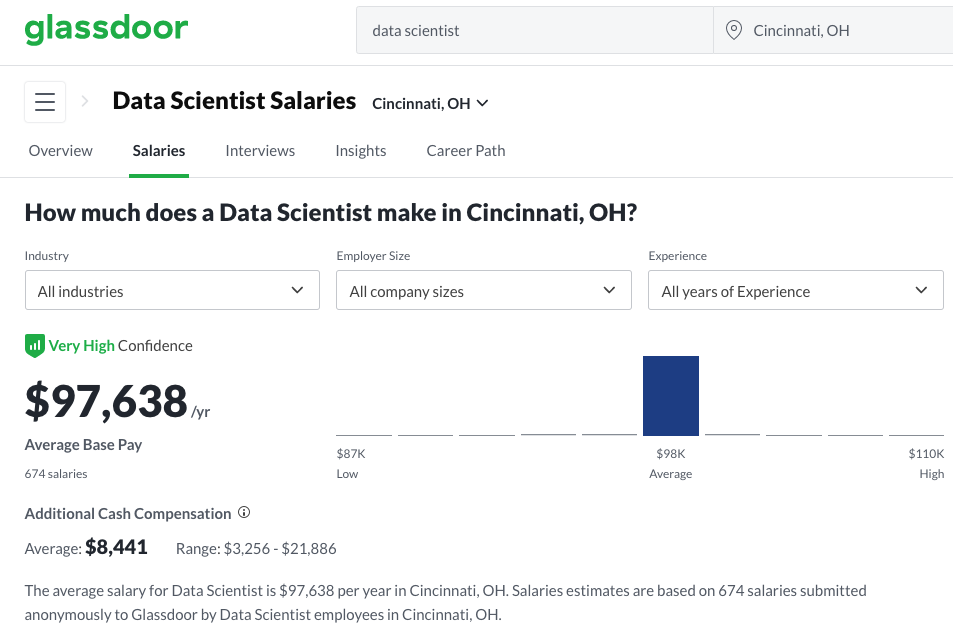 glassdoor
data scientist
Cincinnati, OH
Data Scientist Salaries
Cincinnati, OH
Overview
Salaries
Interviews
Insights
Career Path
How much does a Data Scientist make in Cincinnati, OH?
Industry
Employer Size
Experience
All industries
All company sizes
All years of Experience
Very High Confidence
$97,638 /yr
Average Base Pay
674 salaries
$87K
Low
$98K
Average
$110K
High
Additional Cash Compensation
Average: $8,441
Range: $3,256 - $21,886
The average salary for Data Scientist is $97,638 per year in Cincinnati, OH. Salaries estimates are based on 674 salaries submitted
anonymously to Glassdoor by Data Scientist employees in Cincinnati, OH.